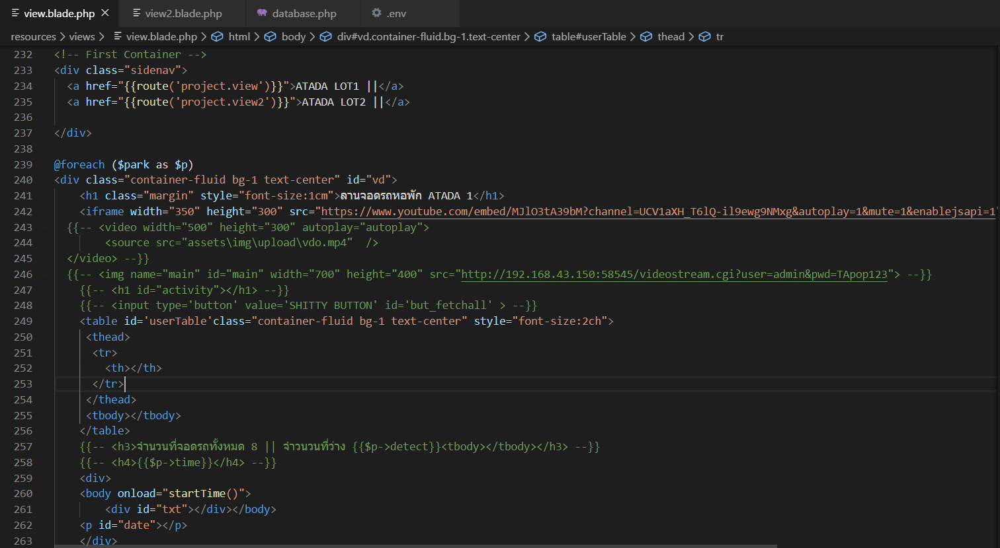 view.blade.php view2.blade.php database.php .env
resources > views > view.blade.php > html > body > div#vd.container-fluid.bg-1.text-center > table#userTable > thead > tr
232 <!-- First Container -->
233 <div class="sidenav">
234 <a href="{{route('project.view')}}">ATADA LOT1 ||</a>
235 <a href="{{route('project.view2')}}">ATADA LOT2 ||</a>
236
237 </div>
238
239 @foreach ($park as $p)
240 <div class="container-fluid bg-1 text-center" id="vd">
241 <h1 class="margin" style="font-size:1cm">ลานจอดรถหอพัก ATADA 1</h1>
242 <iframe width="350" height="300" src="https://www.youtube.com/embed/MJlO3tA39bM?channel=UCV1aXH_T6lQ-il9ewg9NMxg&autoplay=1&mute=1&enablejsapi=1"
243 {{-- <video width="500" height="300" autoplay="autoplay">
244 <source src="assets\img\upload\vdo.mp4" />
245 </video> --}}
246 {{-- <img name="main" id="main" width="700" height="400" src="http://192.168.43.150:58545/videostream.cgi?user=admin&pwd=TApop123"> --}}
247 {{-- <h1 id="activity"></h1> --}}
248 {{-- <input type='button' value='SHITTY BUTTON' id='but_fetchall' > --}}
249 <table id='userTable'class="container-fluid bg-1 text-center" style="font-size:2ch">
250 <thead>
251 <tr>
252 <th></th>
253 </tr>
254 </thead>
255 <tbody></tbody>
256 </table>
257 {{-- <h3>จำนวนที่จอดรถทั้งหมด 8 || จำวนวนที่ว่าง {{$p->detect}}<tbody></tbody></h3> --}}
258 {{-- <h4>{{$p->time}}</h4> --}}
259 <div>
260 <body onload="startTime()">
261 <div id="txt"></div></body>
262 <p id="date"></p>
263 </div>